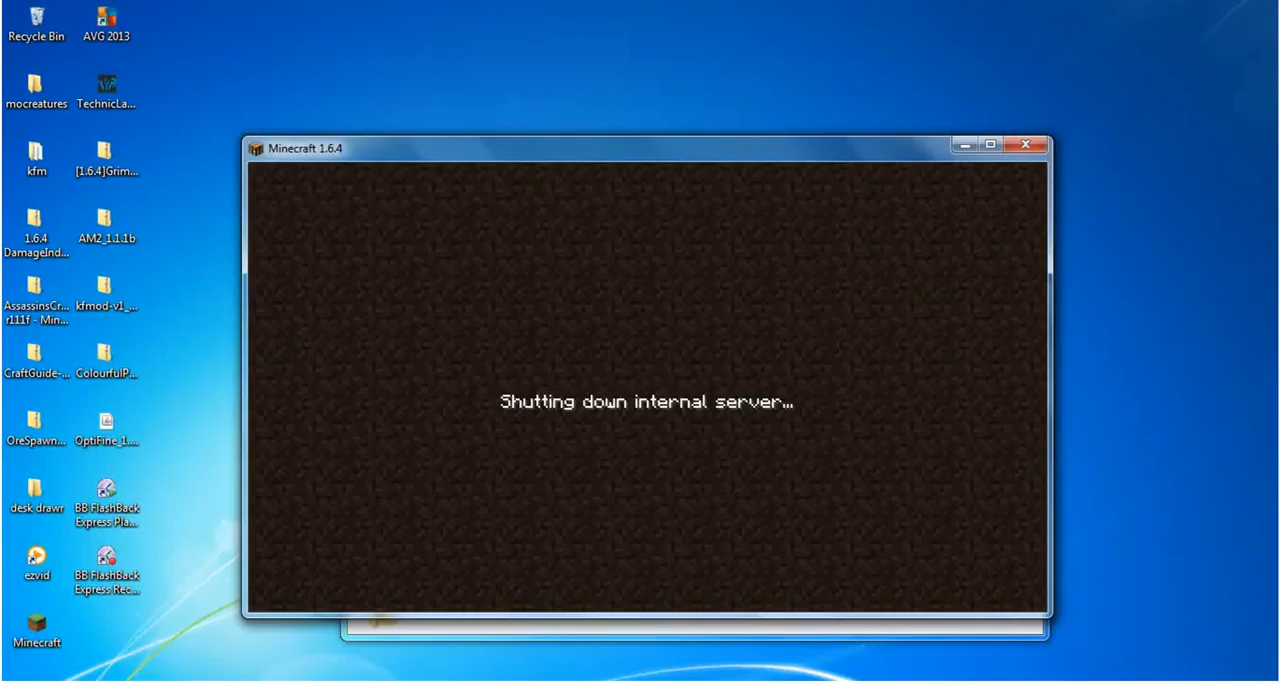 Recycle Bin
AVG 2013
mocreatures
TechnicLa...
kfm
[1.6.4]Grim...
1.6.4
DamageInd...
AM2_1.1.1b
AssassinsCr...
r111f - Min...
kfmod-v1_...
CraftGuide-...
ColourfulP...
OreSpawn...
OptiFine_1....
desk drawr
BB FlashBack
Express Pla...
ezvid
BB FlashBack
Express Rec...
Minecraft
Minecraft 1.6.4
Shutting down internal server...